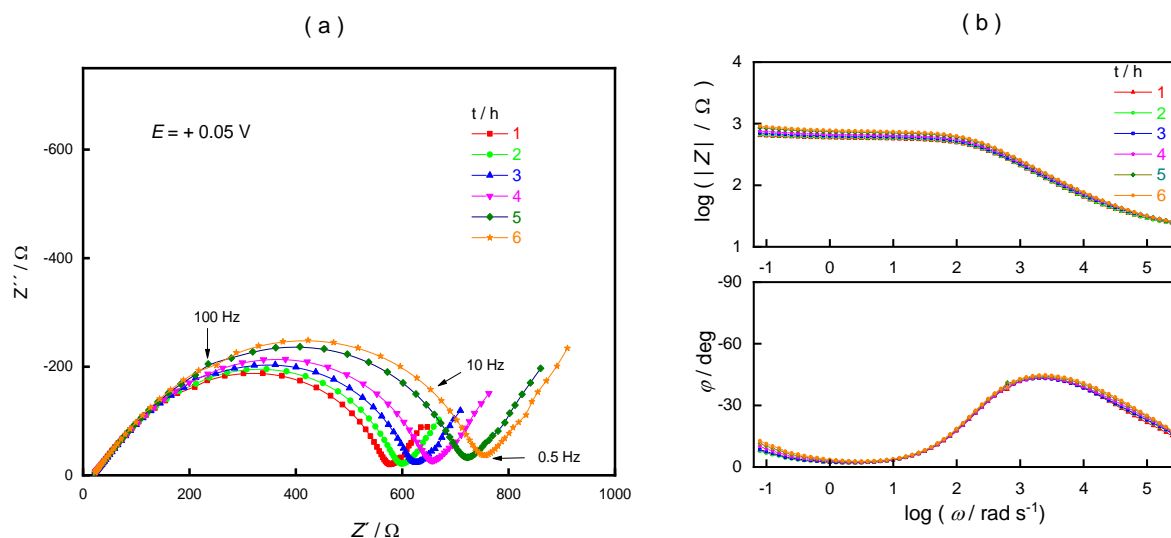 ( a )
E = + 0.05 V
t / h
1
2
3
4
5
6
100 Hz
10 Hz
0.5 Hz
-600
-400
-200
0
0 200 400 600 800 1000
Z´´ / Ω
Z´ / Ω
( b )
t / h
1
2
3
4
5
6
4
3
2
1
-1 0 1 2 3 4 5
log ( |Z| / Ω )
-90
-60
-30
0
-1 0 1 2 3 4 5
φ / deg
log ( ω / rad s-1)